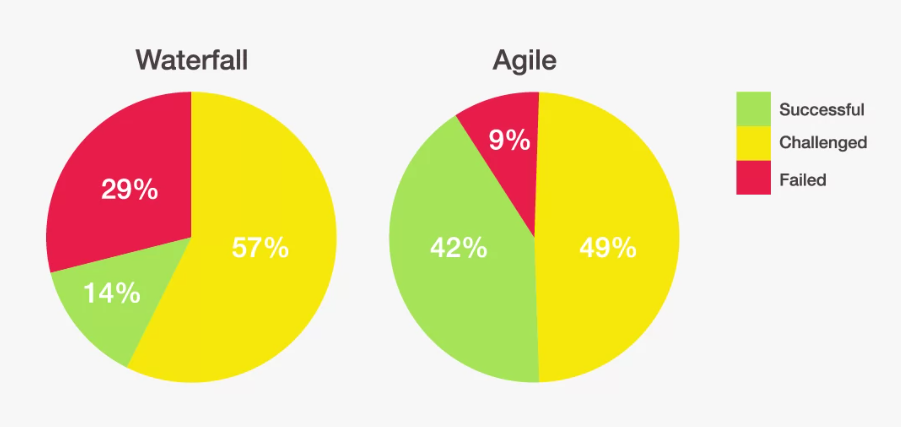 Waterfall
29%
57%
14%
Agile
9%
42%
49%
Successful
Challenged
Failed